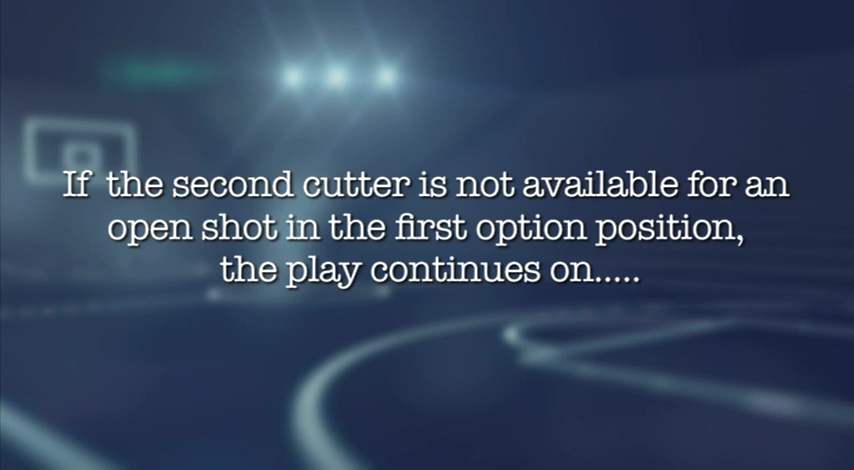 If the second cutter is not available for an
open shot in the first option position,
the play continues on.....